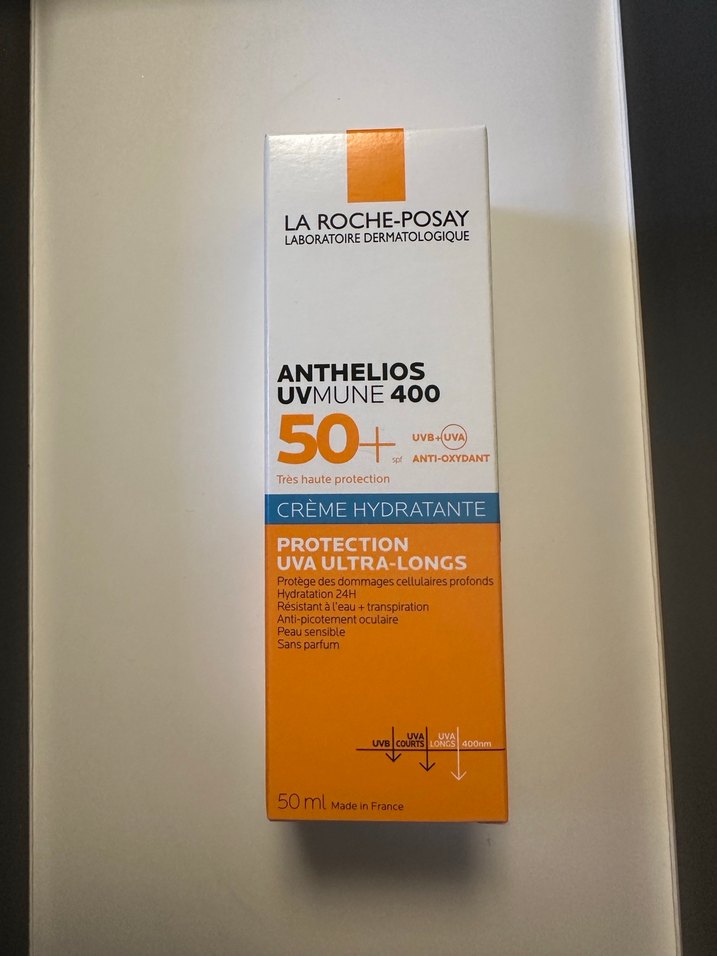 LA ROCHE-POSAY
LABORATOIRE DERMATOLOGIQUE
ANTHELIOS
UVMUNE 400
50+ spf
UVB+UVA
ANTI-OXYDANT
Très haute protection
CRÈME HYDRATANTE
PROTECTION
UVA ULTRA-LONGS
Protège des dommages cellulaires profonds
Hydratation 24H
Résistant à l'eau + transpiration
Anti-picotement oculaire
Peau sensible
Sans parfum
UVB
UVA COURTS
UVA LONGS
400nm
50 ml Made in France